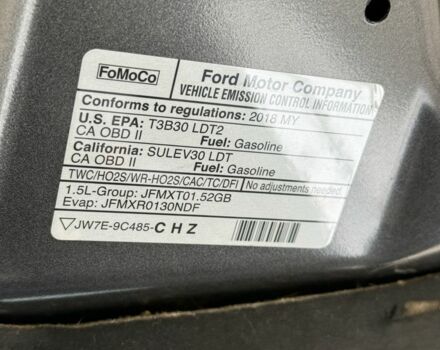 FoMoCo Ford Motor Company
VEHICLE EMISSION CONTROL INFORMATION
Conforms to regulations: 2018 MY
U.S. EPA: T3B30 LDT2
CA OBD II Fuel: Gasoline
California: SULEV30 LDT
CA OBD II Fuel: Gasoline
TWC/HO2S/WR-HO2S/CAC/TC/DFI No adjustments needed.
1.5L-Group: JFMXT01.52GB
Evap: JFMXR0130NDF
JW7E-9C485-CHZ